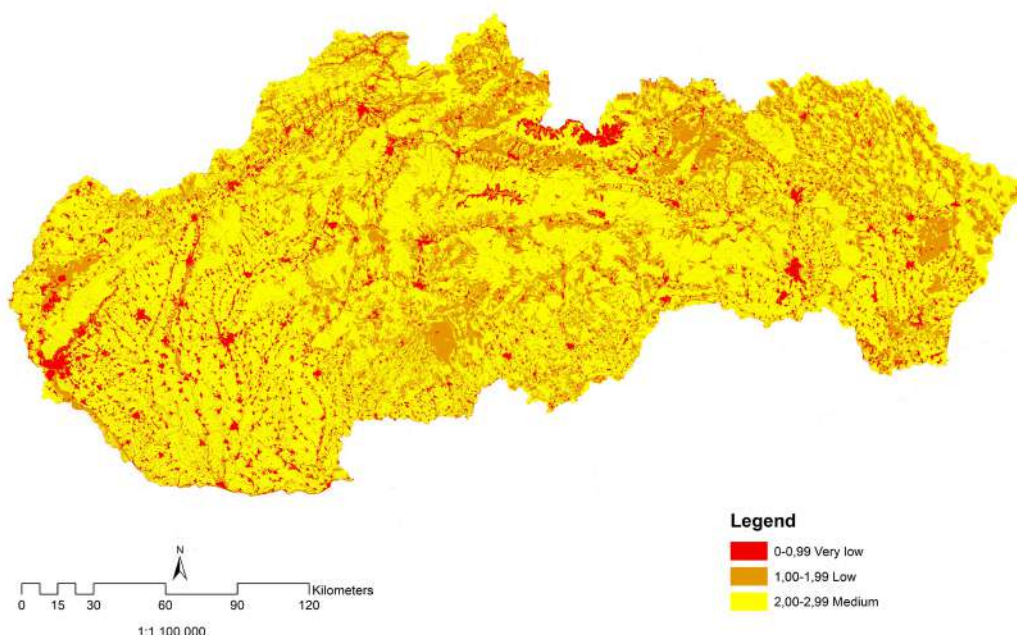 Legend
0-0,99 Very low
1,00-1,99 Low
2,00-2,99 Medium
N
Kilometers
0 15 30 60 90 120
1:1 100 000